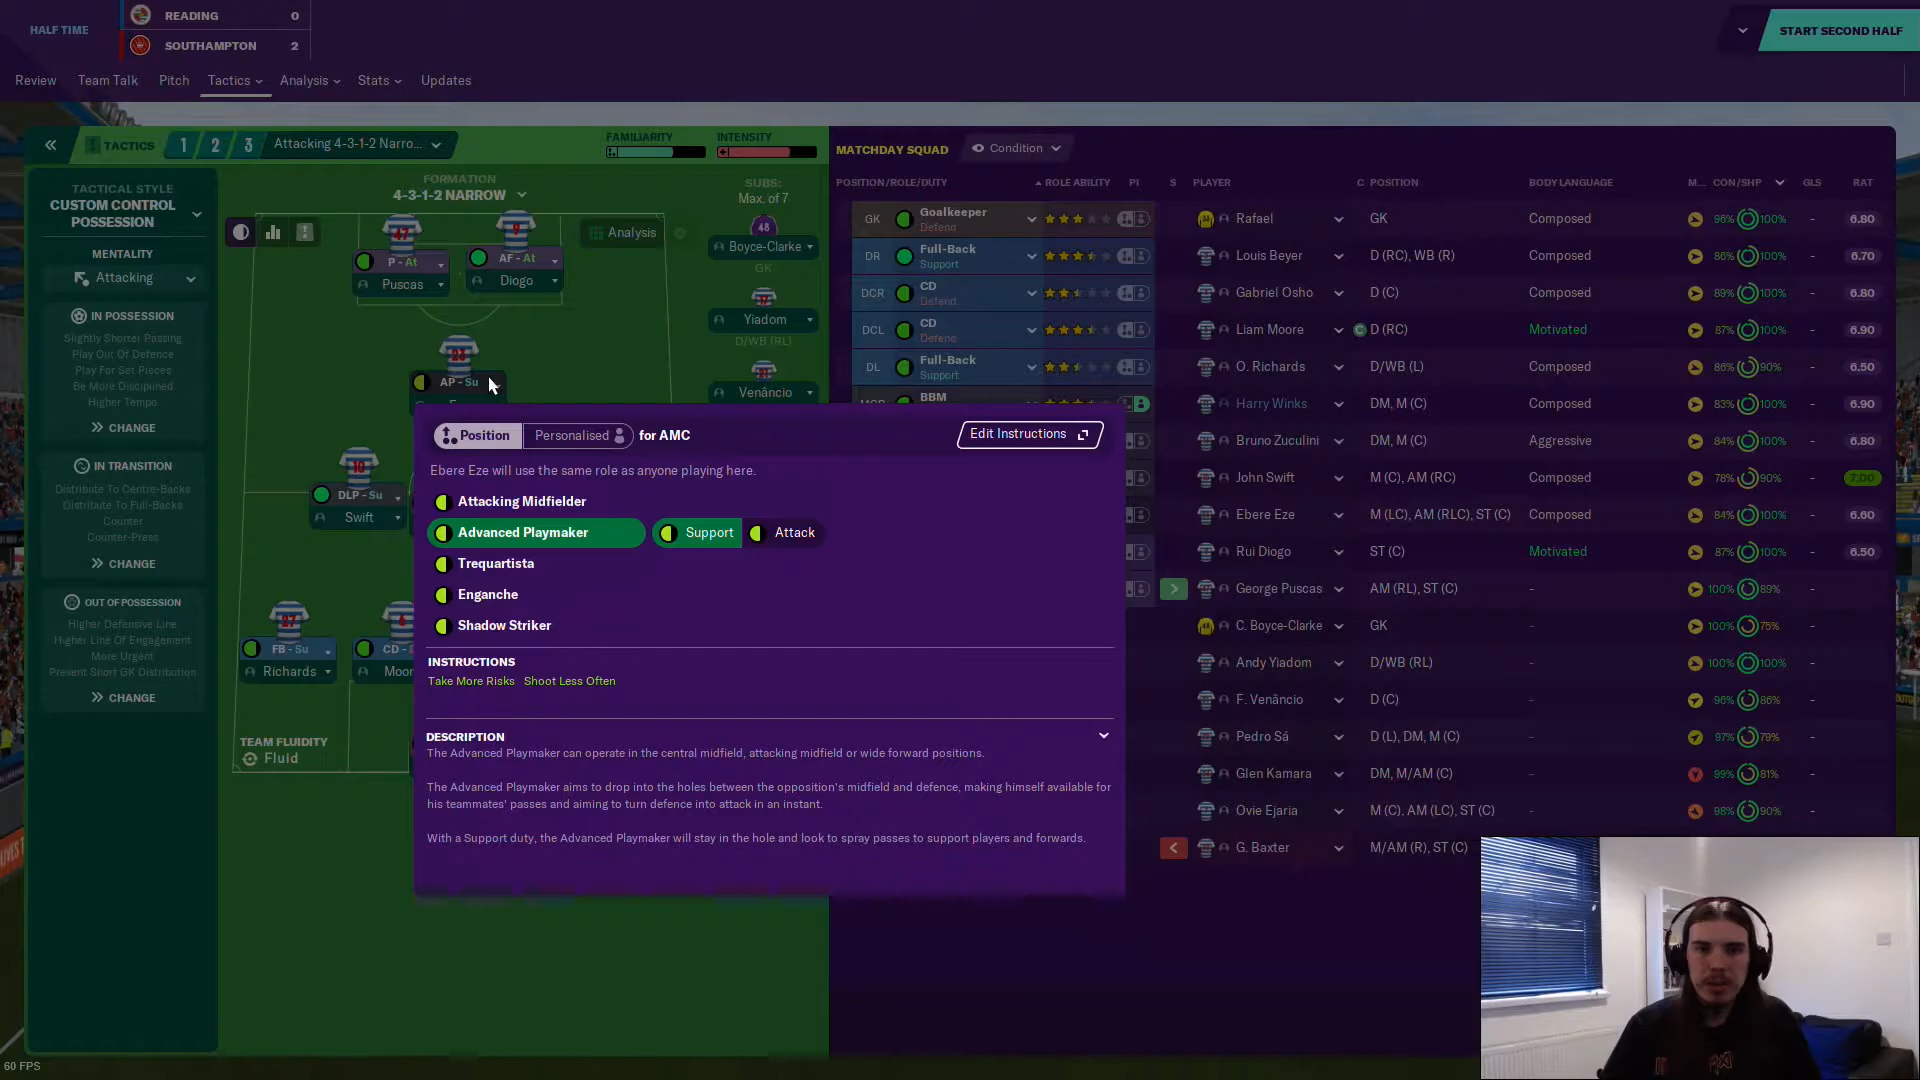 HALF TIME
READING 0
SOUTHAMPTON 2
START SECOND HALF
Review Team Talk Pitch Tactics Analysis Stats Updates
TACTICS 1 2 3 Attacking 4-3-1-2 Narro...
FAMILIARITY INTENSITY
TACTICAL STYLE
CUSTOM CONTROL
POSSESSION
MENTALITY
Attacking
IN POSSESSION
Slightly Shorter Passing
Play Out Of Defence
Play For Set Pieces
Be More Disciplined
Higher Tempo
CHANGE
IN TRANSITION
Distribute To Centre-Backs
Distribute To Full-Backs
Counter
Counter-Press
CHANGE
OUT OF POSSESSION
Higher Defensive Line
Higher Line Of Engagement
More Urgent
Prevent Short GK Distribution
CHANGE
FORMATION
4-3-1-2 NARROW
Analysis
SUBS:
Max. of 7
48
Boyce-Clarke
GK
Yiadom
D/WB (RL)
Venâncio
47 9
P - At AF - At
Puscas Diogo
23
AP - Su
10
DLP - Su
Swift
27 6
FB - Su CD -
Richards Moor
TEAM FLUIDITY
Fluid
Position Personalised for AMC Edit Instructions
Ebere Eze will use the same role as anyone playing here.
Attacking Midfielder
Advanced Playmaker Support Attack
Trequartista
Enganche
Shadow Striker
INSTRUCTIONS
Take More Risks Shoot Less Often
DESCRIPTION
The Advanced Playmaker can operate in the central midfield, attacking midfield or wide forward positions.
The Advanced Playmaker aims to drop into the holes between the opposition's midfield and defence, making himself available for
his teammates' passes and aiming to turn defence into attack in an instant.
With a Support duty, the Advanced Playmaker will stay in the hole and look to spray passes to support players and forwards.
MATCHDAY SQUAD Condition
POSITION/ROLE/DUTY ROLE ABILITY PI S PLAYER C POSITION BODY LANGUAGE M... CON/SHP GLS RAT
GK Goalkeeper Defend Rafael GK Composed 96% 100% - 6.80
DR Full-Back Support Louis Beyer D (RC), WB (R) Composed 86% 100% - 6.70
DCR CD Defend Gabriel Osho D (C) Composed 89% 100% - 6.80
DCL CD Defend Liam Moore C D (RC) Motivated 87% 100% - 6.90
DL Full-Back Support O. Richards D/WB (L) Composed 86% 90% - 6.50
BBM Harry Winks DM, M (C) Composed 83% 100% - 6.90
Bruno Zuculini DM, M (C) Aggressive 84% 100% - 6.80
John Swift M (C), AM (RC) Composed 78% 90% - 7.00
Ebere Eze M (LC), AM (RLC), ST (C) Composed 84% 100% - 6.60
Rui Diogo ST (C) Motivated 87% 100% - 6.50
George Puscas AM (RL), ST (C) - 100% 89% -
C. Boyce-Clarke GK - 100% 75% -
Andy Yiadom D/WB (RL) - 100% 100% -
F. Venâncio D (C) - 96% 86% -
Pedro Sá D (L), DM, M (C) - 97% 79% -
Glen Kamara DM, M/AM (C) - 99% 81% -
Ovie Ejaria M (C), AM (LC), ST (C) - 98% 90% -
G. Baxter M/AM (R), ST (C)
60 FPS